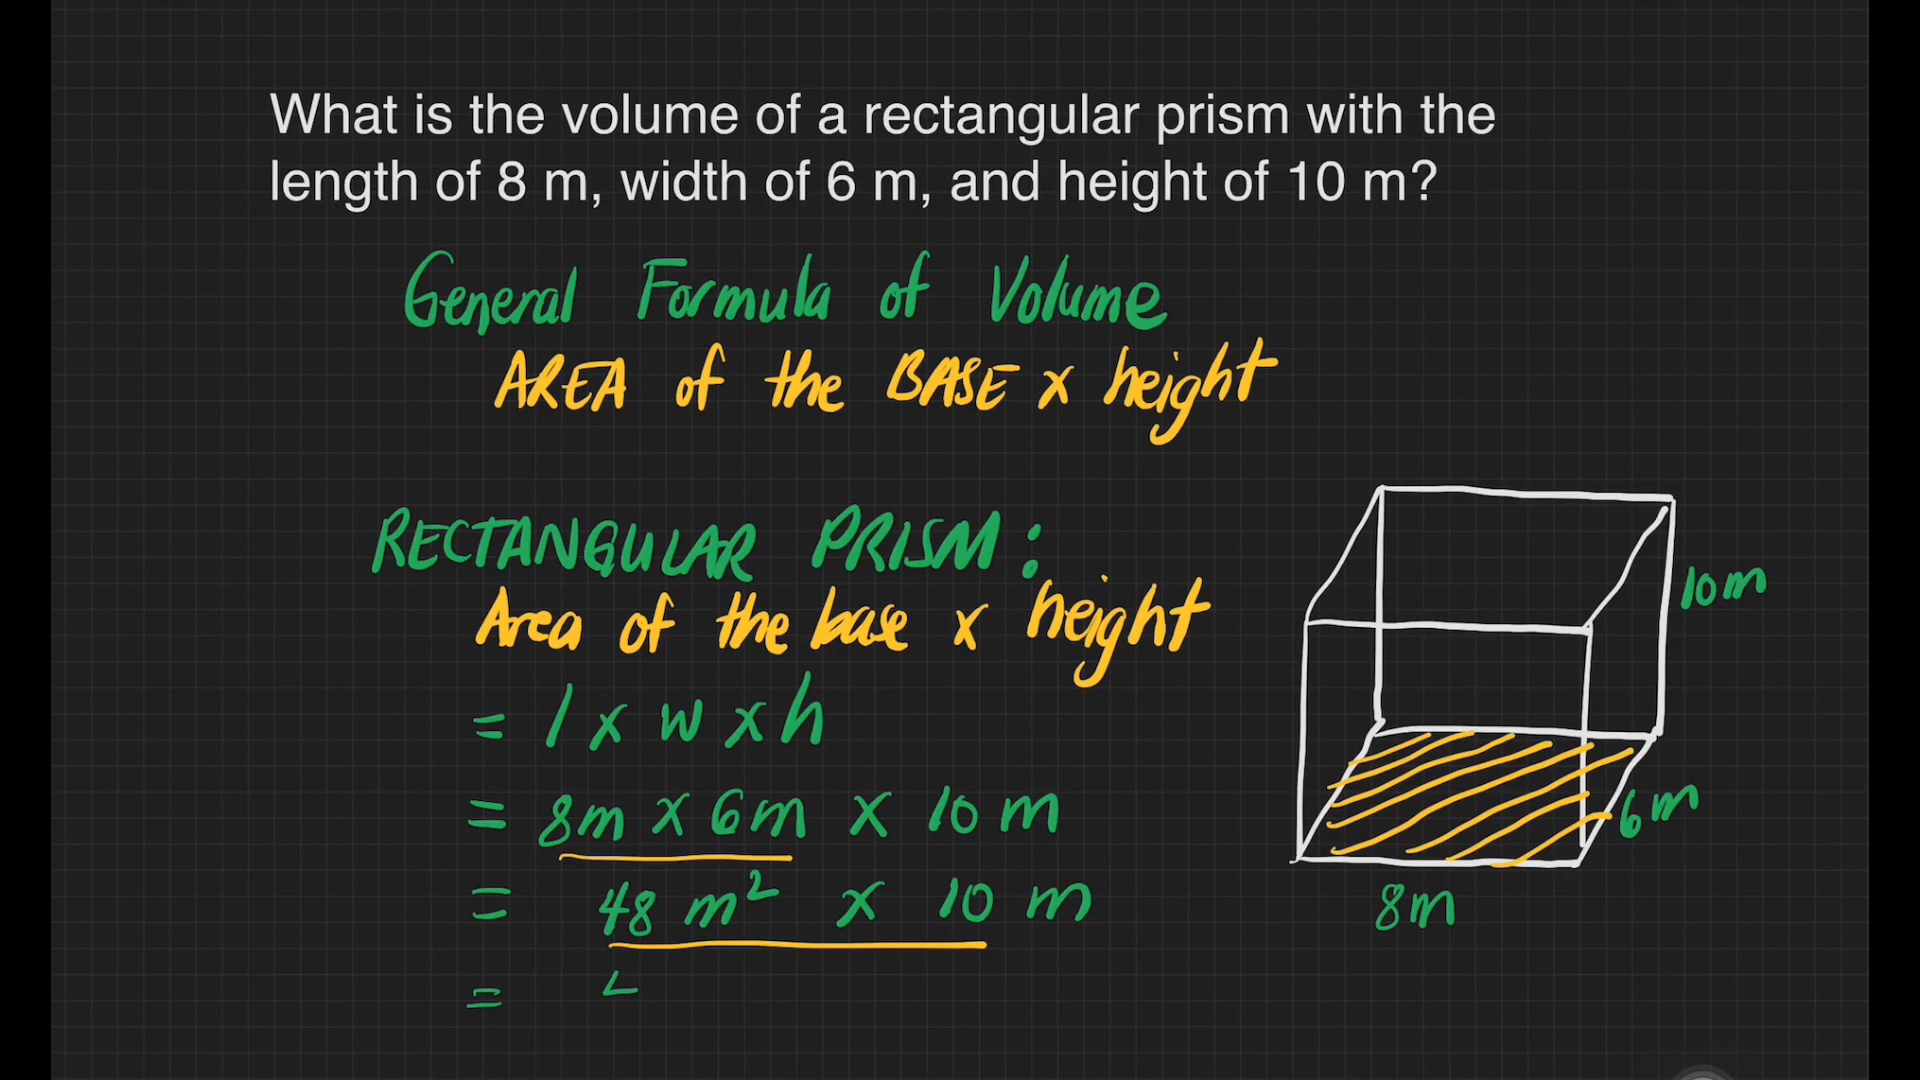 What is the volume of a rectangular prism with the
length of 8 m, width of 6 m, and height of 10 m?
General Formula of Volume
AREA of the BASE x height
RECTANGULAR PRISM:
Area of the base x height
= l x w x h
= 8m x 6m x 10 m
= 48 m² x 10 m
=
10m
6m
8m